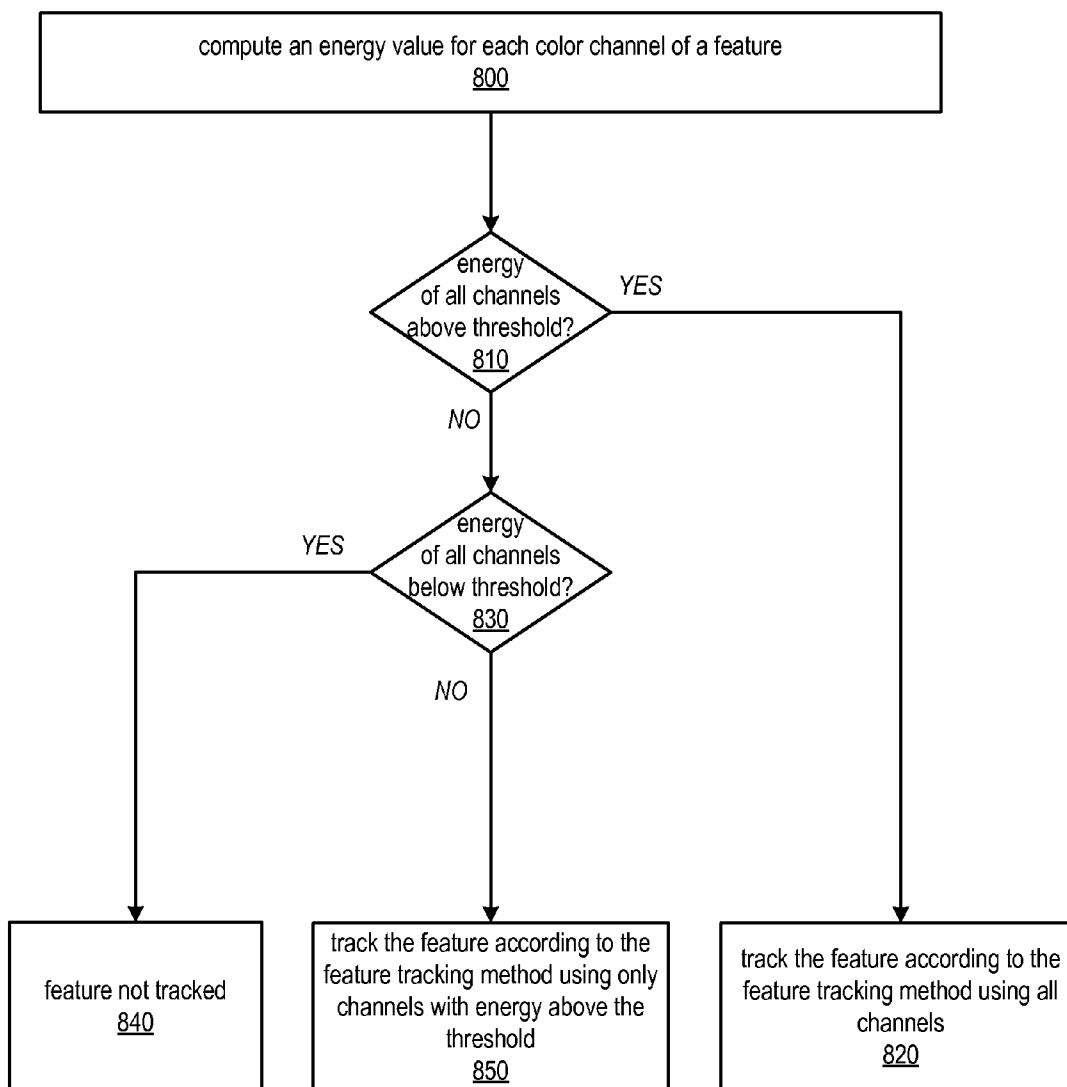 compute an energy value for each color channel of a feature
800
energy
of all channels
above threshold?
810
YES
NO
energy
of all channels
below threshold?
830
YES
NO
feature not tracked
840
track the feature according to the
feature tracking method using only
channels with energy above the
threshold
850
track the feature according to the
feature tracking method using all
channels
820